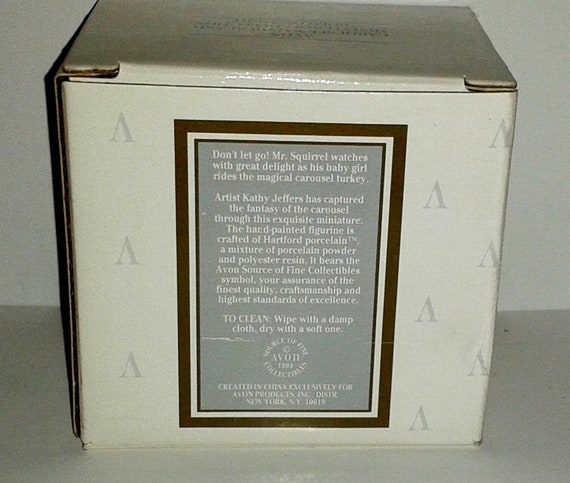 Don't let go! Mr. Squirrel watches
with great delight as his baby girl
rides the magical carousel turkey.
Artist Kathy Jeffers has captured
the fantasy of the carousel
through this exquisite miniature.
The hand-painted figurine is
crafted of Hartford porcelain™,
a mixture of porcelain powder
and polyester resin. It bears the
Avon Source of Fine Collectibles
symbol, your assurance of the
finest quality, craftsmanship and
highest standards of excellence.
TO CLEAN: Wipe with a damp
cloth, dry with a soft one.
SOURCE OF FINE
©
AVON
1993
COLLECTIBLES
CREATED IN CHINA EXCLUSIVELY FOR
AVON PRODUCTS, INC., DISTR.
NEW YORK, N.Y. 10019